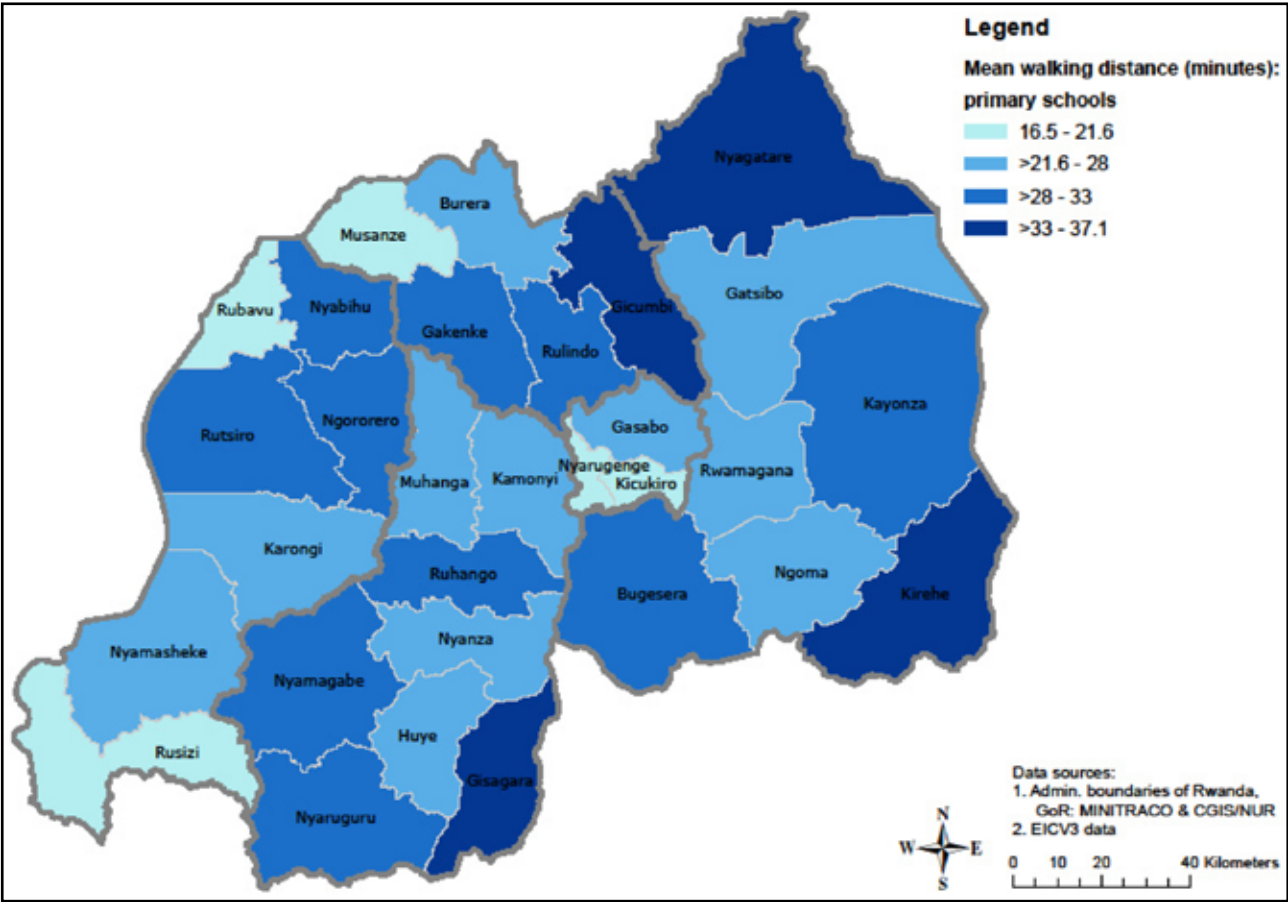 Legend
Mean walking distance (minutes):
primary schools
16.5 - 21.6
>21.6 - 28
>28 - 33
>33 - 37.1
Nyagatare
Burera
Musanze
Gatsibo
Rubavu
Nyabihu
Gicumbi
Gakenke
Rulindo
Kayonza
Ngororero
Gasabo
Rutsiro
Nyarugenge
Rwamagana
Muhanga
Kamonyi
Kicukiro
Karongi
Ruhango
Ngoma
Bugesera
Kirehe
Nyanza
Nyamasheke
Nyamagabe
Huye
Rusizi
Gisagara
Nyaruguru
Data sources:
1. Admin. boundaries of Rwanda,
GoR: MINITRACO & CGIS/NUR
2. EICV3 data
N
W E
S
0 10 20 40 Kilometers